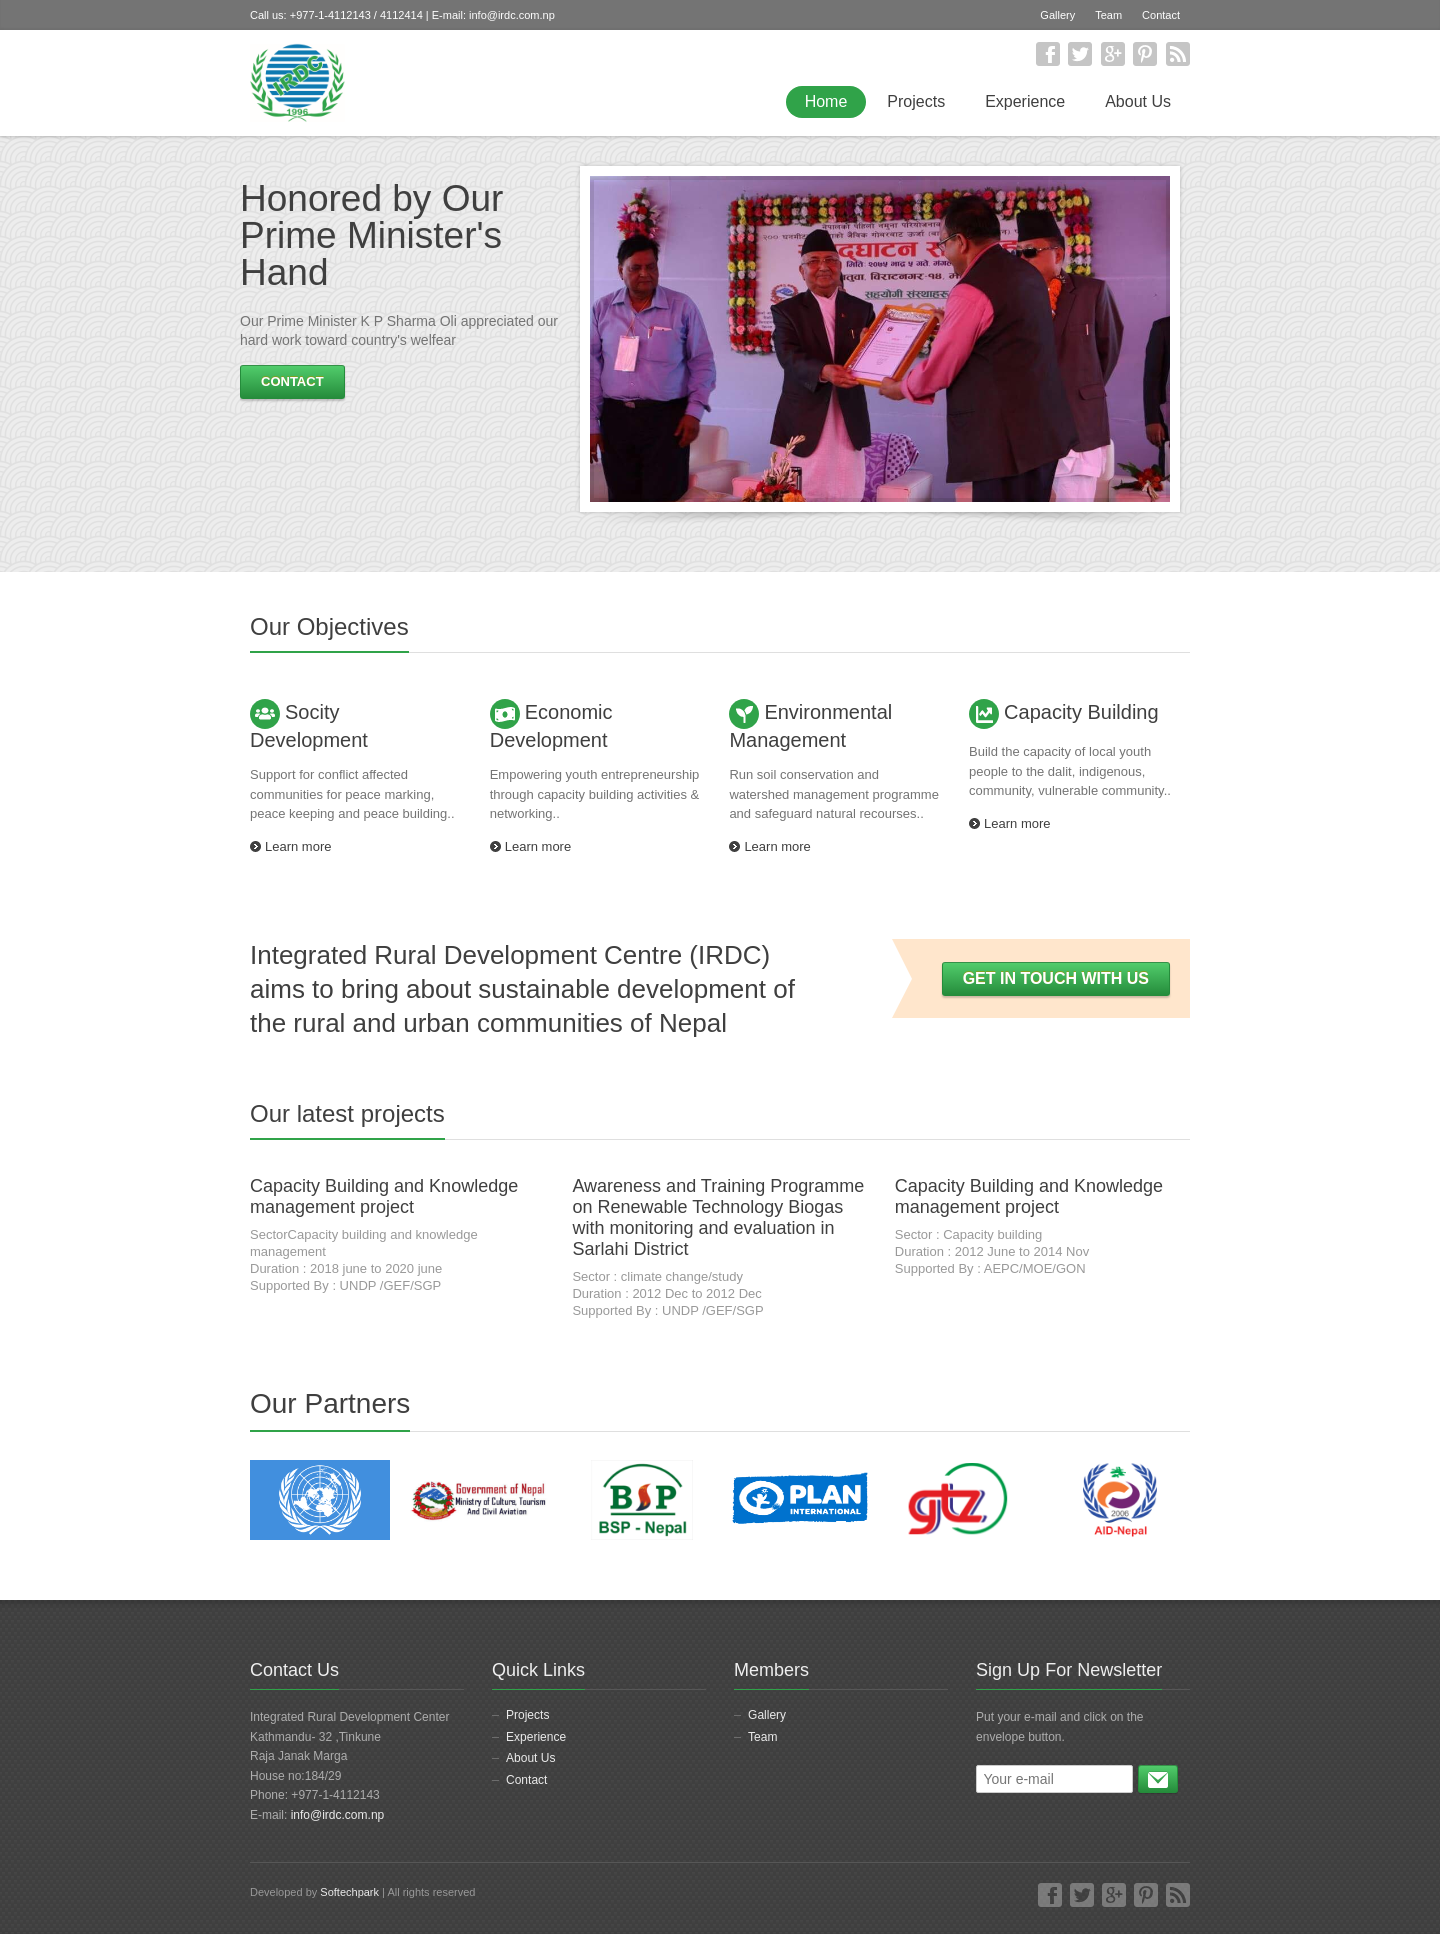 Call us: +977-1-4112143 / 4112414 | E-mail: info@irdc.com.np
Gallery Team Contact
IRDC
1996
Home Projects Experience About Us
Honored by Our
Prime Minister's
Hand
Our Prime Minister K P Sharma Oli appreciated our
hard work toward country's welfear
CONTACT
सहयोगी संस्थाहरू
Our Objectives
Socity
Development
Support for conflict affected
communities for peace marking,
peace keeping and peace building..
Learn more
Economic
Development
Empowering youth entrepreneurship
through capacity building activities &
networking..
Learn more
Environmental
Management
Run soil conservation and
watershed management programme
and safeguard natural recourses..
Learn more
Capacity Building
Build the capacity of local youth
people to the dalit, indigenous,
community, vulnerable community..
Learn more
Integrated Rural Development Centre (IRDC)
aims to bring about sustainable development of
the rural and urban communities of Nepal
GET IN TOUCH WITH US
Our latest projects
Capacity Building and Knowledge
management project
SectorCapacity building and knowledge
management
Duration : 2018 june to 2020 june
Supported By : UNDP /GEF/SGP
Awareness and Training Programme
on Renewable Technology Biogas
with monitoring and evaluation in
Sarlahi District
Sector : climate change/study
Duration : 2012 Dec to 2012 Dec
Supported By : UNDP /GEF/SGP
Capacity Building and Knowledge
management project
Sector : Capacity building
Duration : 2012 June to 2014 Nov
Supported By : AEPC/MOE/GON
Our Partners
Government of Nepal
Ministry of Culture, Tourism
And Civil Aviation
BSP
BSP - Nepal
PLAN
INTERNATIONAL
gtz
2006
AID-Nepal
Contact Us
Integrated Rural Development Center
Kathmandu- 32 ,Tinkune
Raja Janak Marga
House no:184/29
Phone: +977-1-4112143
E-mail: info@irdc.com.np
Quick Links
Projects
Experience
About Us
Contact
Members
Gallery
Team
Sign Up For Newsletter
Put your e-mail and click on the
envelope button.
Your e-mail
Developed by Softechpark | All rights reserved